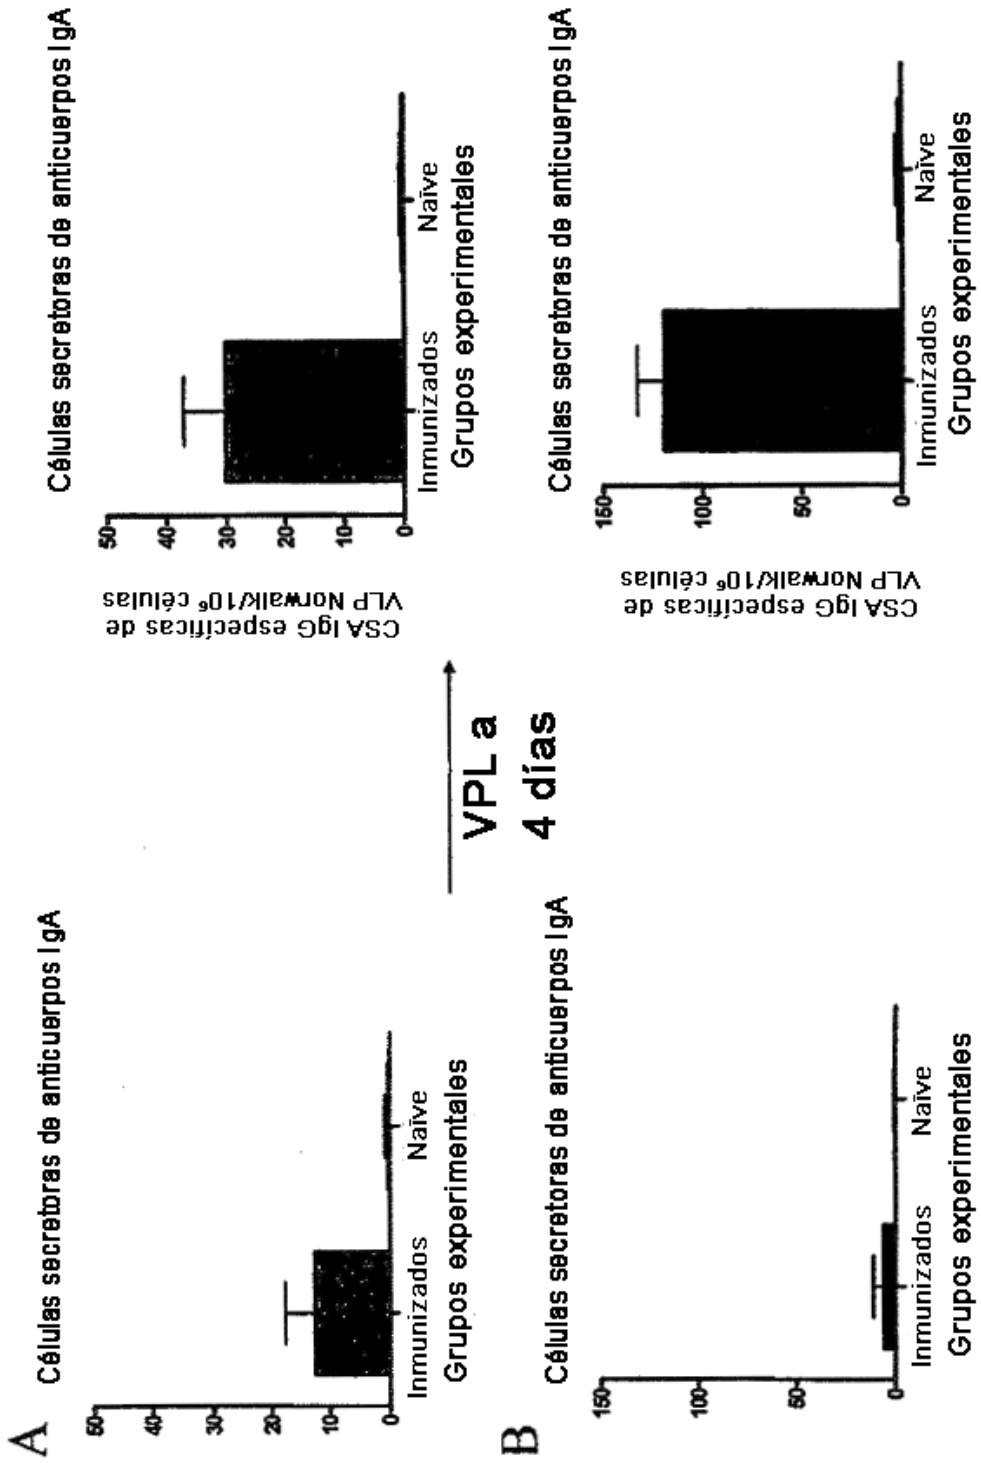 A
Células secretoras de anticuerpos IgA
50
40
30
20
10
0
Inmunizados Naïve
Grupos experimentales
VPL a
4 días
Células secretoras de anticuerpos IgA
CSA IgG específicas de
VLP Norwalk/10⁶ células
50
40
30
20
10
0
Inmunizados Naïve
Grupos experimentales
B
Células secretoras de anticuerpos IgA
150
100
50
0
Inmunizados Naïve
Grupos experimentales
Células secretoras de anticuerpos IgA
CSA IgG específicas de
VLP Norwalk/10⁶ células
150
100
50
0
Inmunizados Naïve
Grupos experimentales